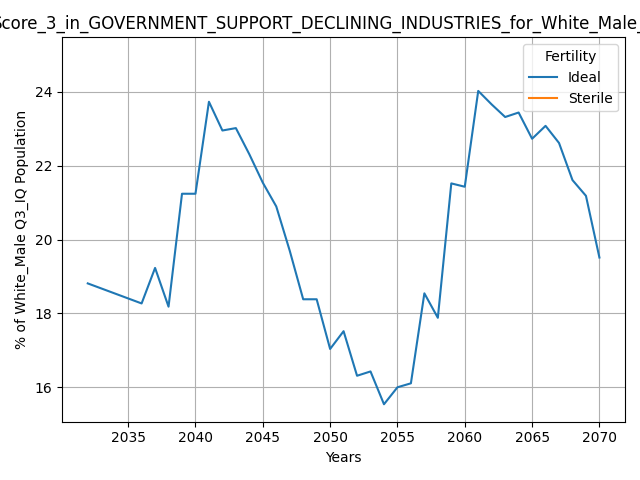 Score_3_in_GOVERNMENT_SUPPORT_DECLINING_INDUSTRIES_for_White_Male_
Fertility
Ideal
Sterile
% of White_Male Q3_IQ Population
24
22
20
18
16
2035 2040 2045 2050 2055 2060 2065 2070
Years